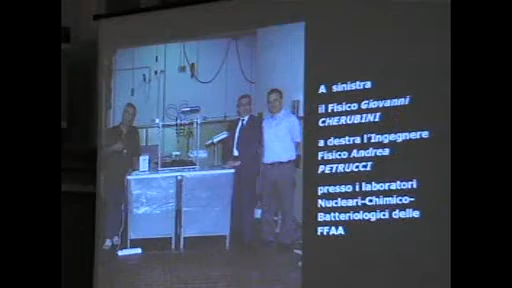 A sinistra
il Fisico Giovanni
CHERUBINI
a destra l'Ingegnere
Fisico Andrea
PETRUCCI
presso i laboratori
Nucleari-Chimico-
Batteriologici delle
FFAA